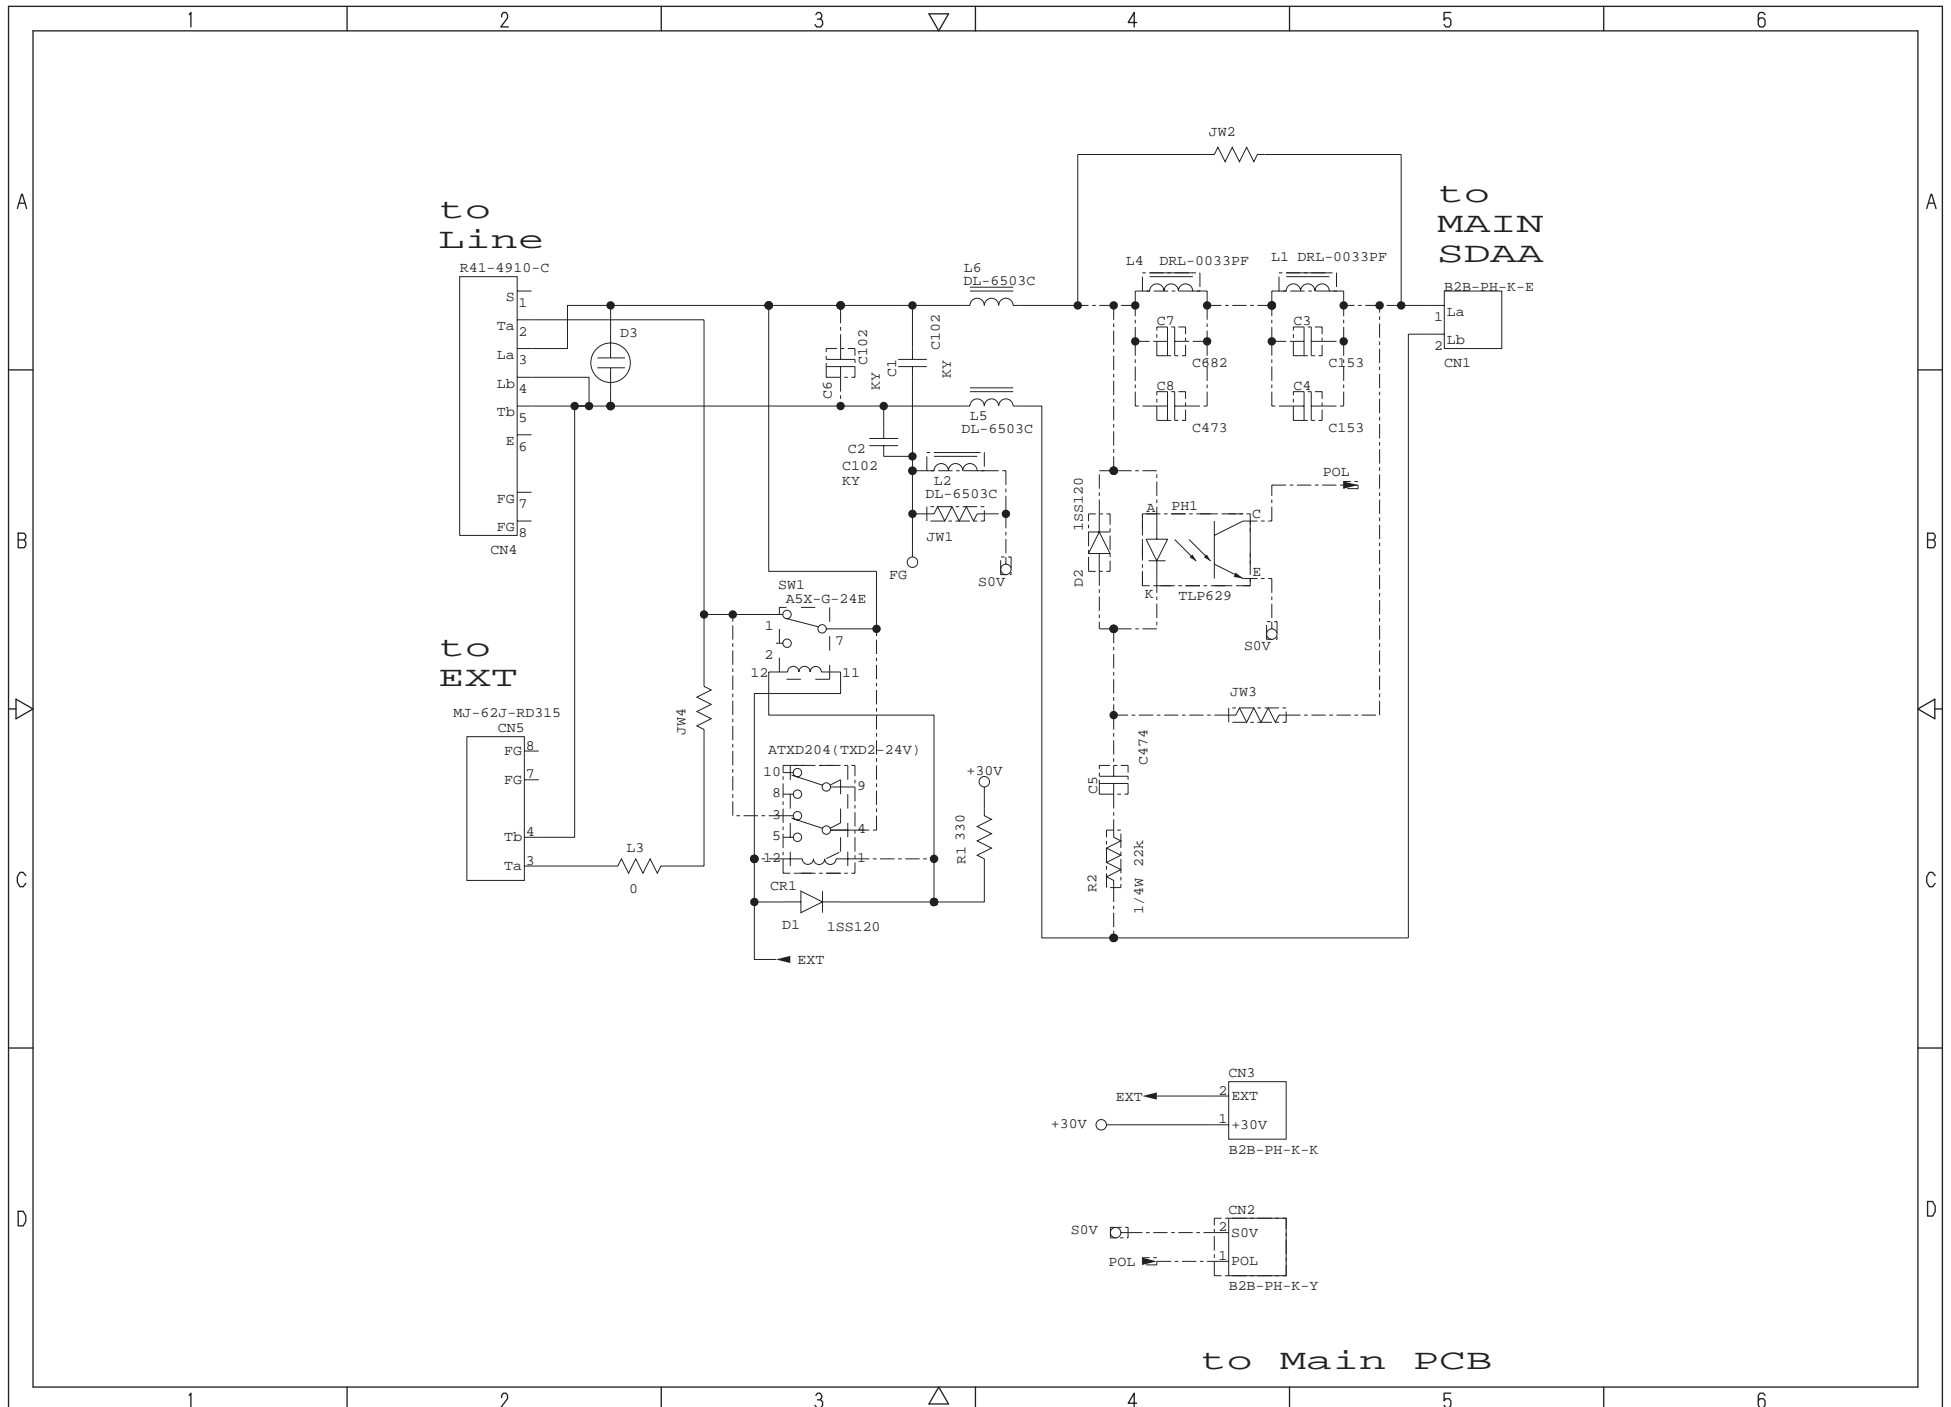 1 2 3 4 5 6
A A
B B
C C
D D
JW2
to
Line
R41-4910-C
S 1
Ta 2
La 3
Lb 4
Tb 5
E 6
FG 7
FG 8
CN4
D3
to
EXT
MJ-62J-RD315
CN5
FG 8
FG 7
Tb 4
Ta 3
L3
0
JW4
C6
C102
KY
C1
C102
KY
C2
C102
KY
L6
DL-6503C
L5
DL-6503C
L2
DL-6503C
JW1
FG
S0V
SW1
A5X-G-24E
1
7
2
12
11
ATXD204(TXD2-24V)
10
9
8
3
4
5
12
1
CR1
D1
1SS120
EXT
+30V
R1 330
L4 DRL-0033PF
L1 DRL-0033PF
C7
C682
C3
C153
C8
C473
C4
C153
to
MAIN
SDAA
B2B-PH-K-E
1 La
2 Lb
CN1
D2
1SS120
A
PH1
C
K
TLP629
E
POL
S0V
JW3
C5
C474
R2
1/4W 22k
CN3
EXT 2 EXT
+30V 1 +30V
B2B-PH-K-K
CN2
S0V 2 S0V
POL 1 POL
B2B-PH-K-Y
to Main PCB
1 2 3 4 5 6